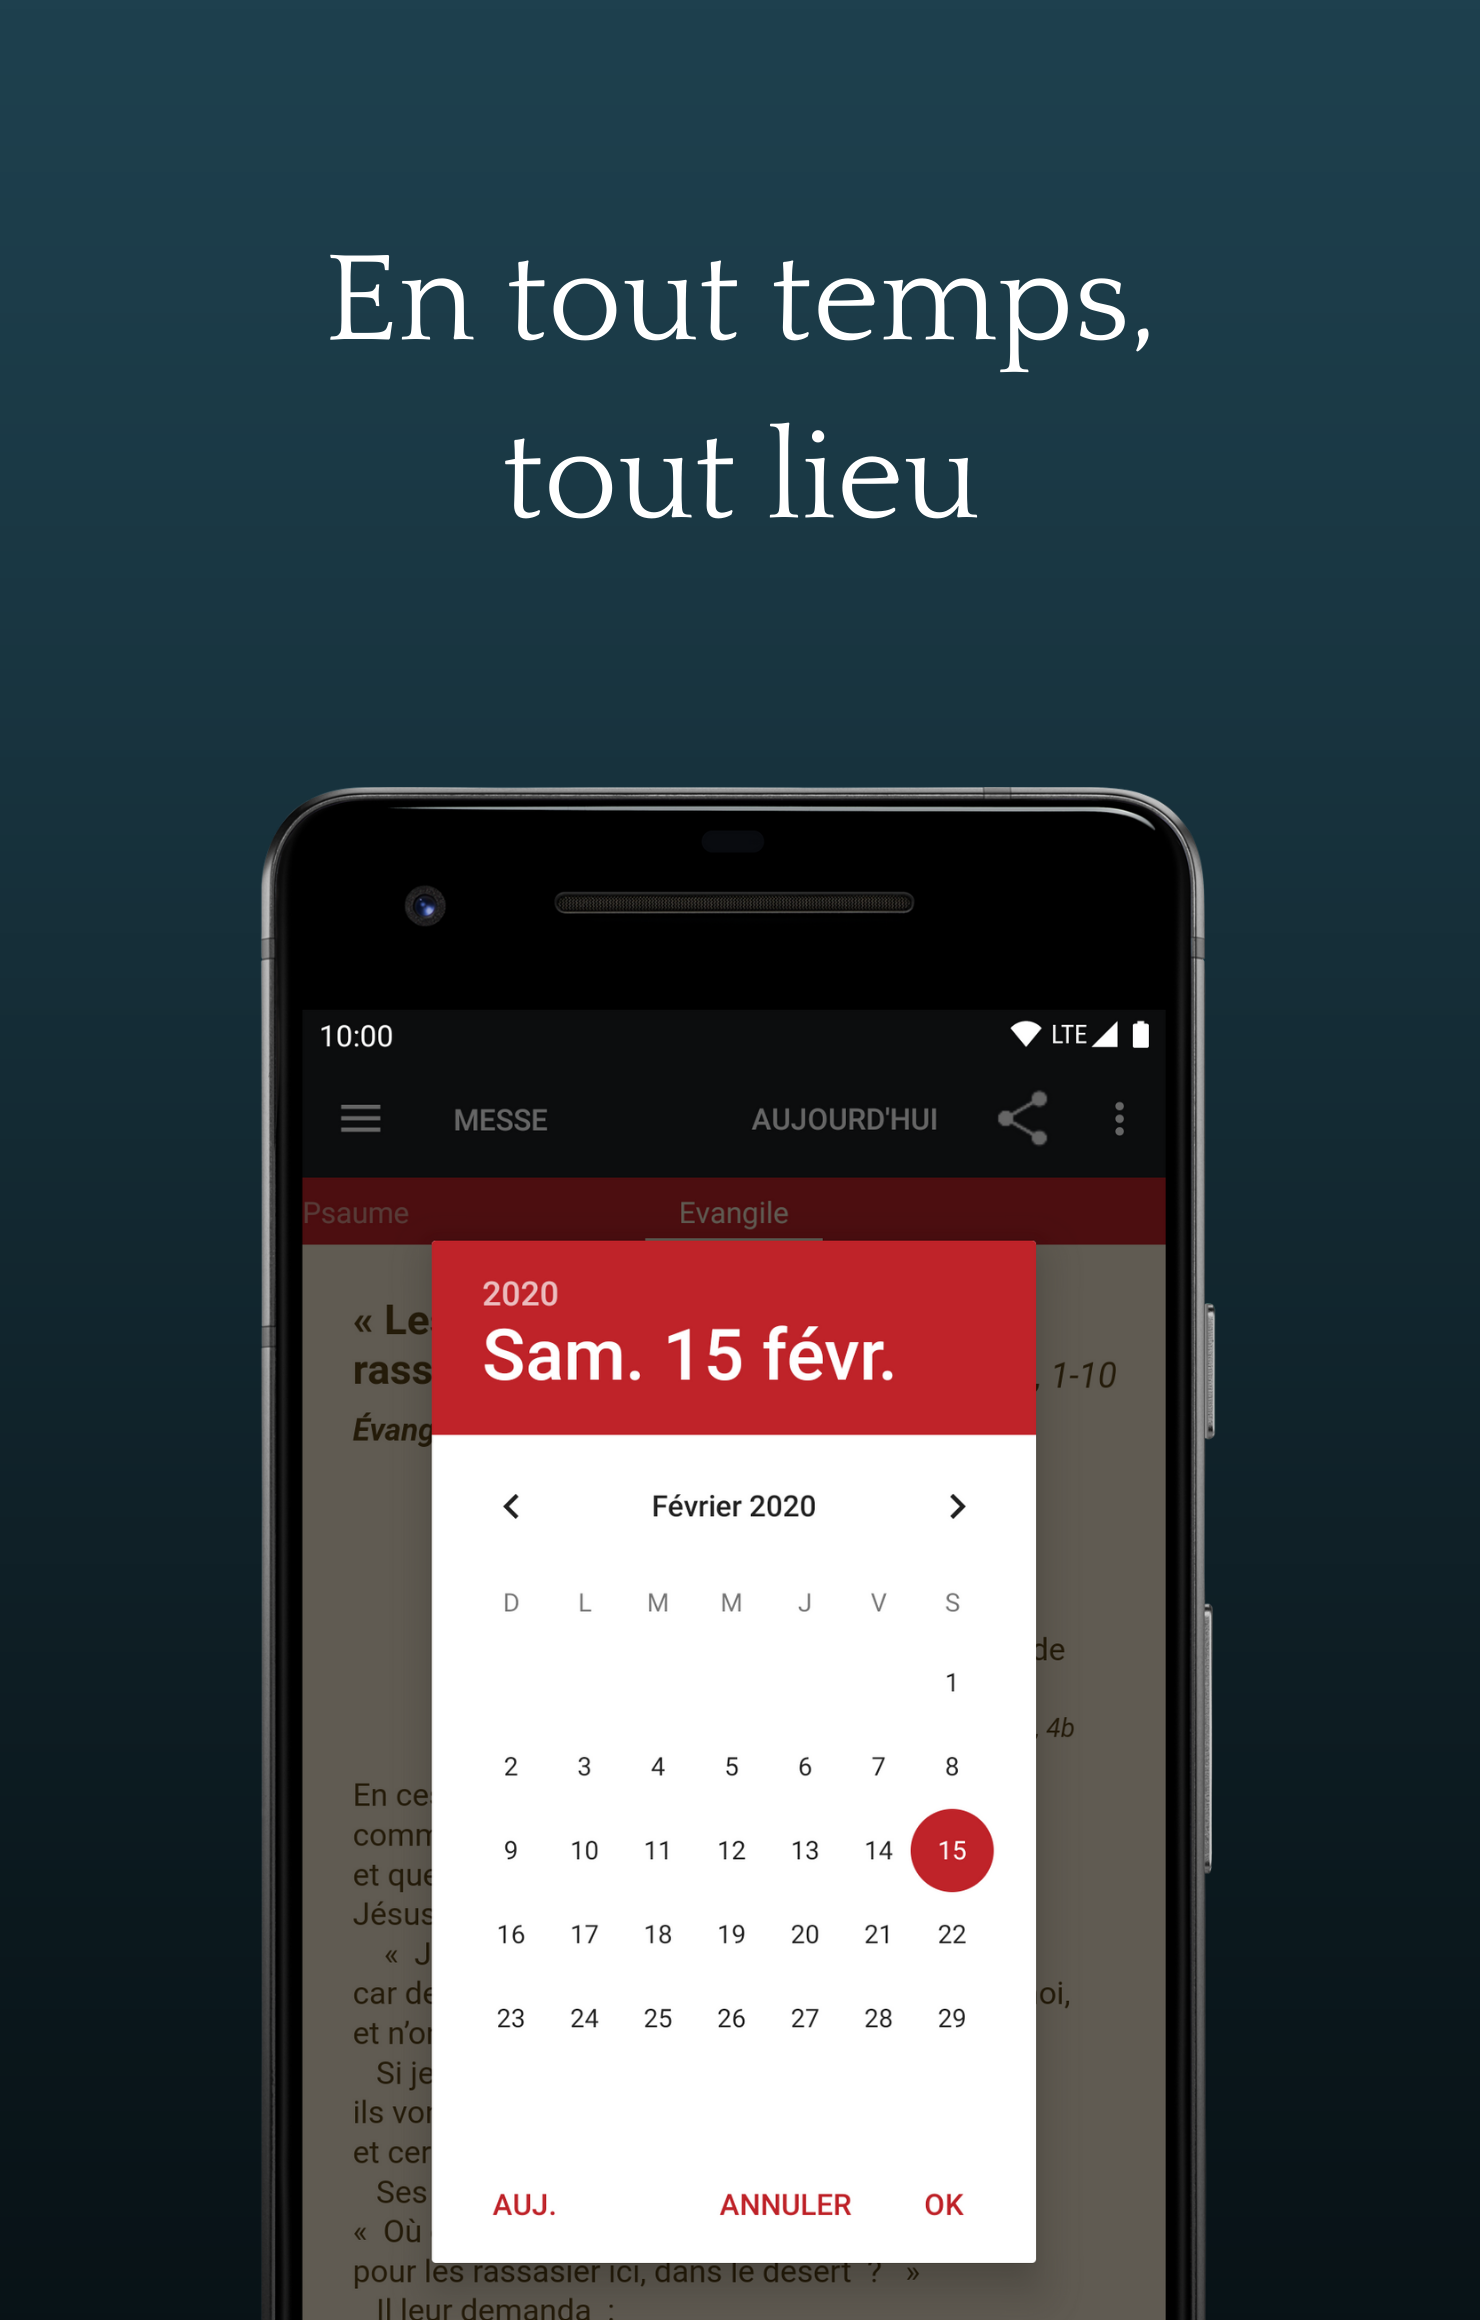 En tout temps,
tout lieu
10:00 LTE
MESSE AUJOURD'HUI
Psaume Evangile
2020
Sam. 15 févr.
« Les
rass , 1-10
Évang
Février 2020
D L M M J V S
de
1
, 4b
2 3 4 5 6 7 8
En ces
comm
9 10 11 12 13 14 15
et que
Jésus
16 17 18 19 20 21 22
« J
car de oi,
23 24 25 26 27 28 29
et n’on
Si je
ils von
et cer
Ses
AUJ. ANNULER OK
« Où
pour les rassasier ici, dans le désert ? »
Il leur demanda :